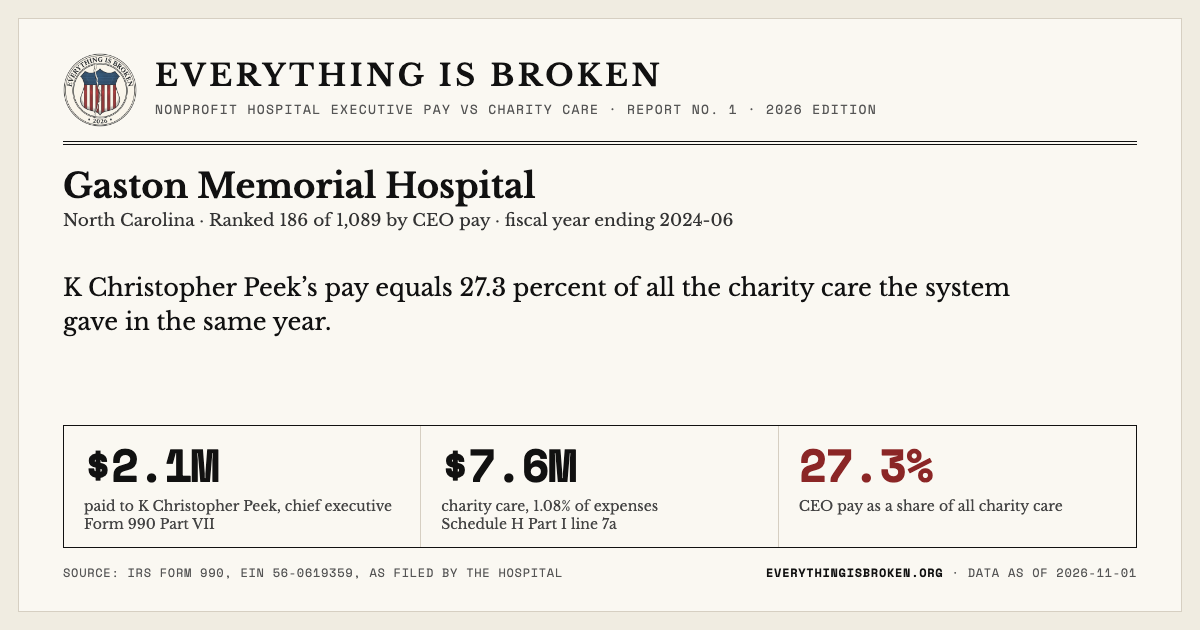 EVERYTHING IS BROKEN
2026
EVERYTHING IS BROKEN
NONPROFIT HOSPITAL EXECUTIVE PAY VS CHARITY CARE · REPORT NO. 1 · 2026 EDITION
Gaston Memorial Hospital
North Carolina · Ranked 186 of 1,089 by CEO pay · fiscal year ending 2024-06
K Christopher Peek’s pay equals 27.3 percent of all the charity care the system
gave in the same year.
$2.1M
paid to K Christopher Peek, chief executive
Form 990 Part VII
$7.6M
charity care, 1.08% of expenses
Schedule H Part I line 7a
27.3%
CEO pay as a share of all charity care
SOURCE: IRS FORM 990, EIN 56-0619359, AS FILED BY THE HOSPITAL
EVERYTHINGISBROKEN.ORG · DATA AS OF 2026-11-01